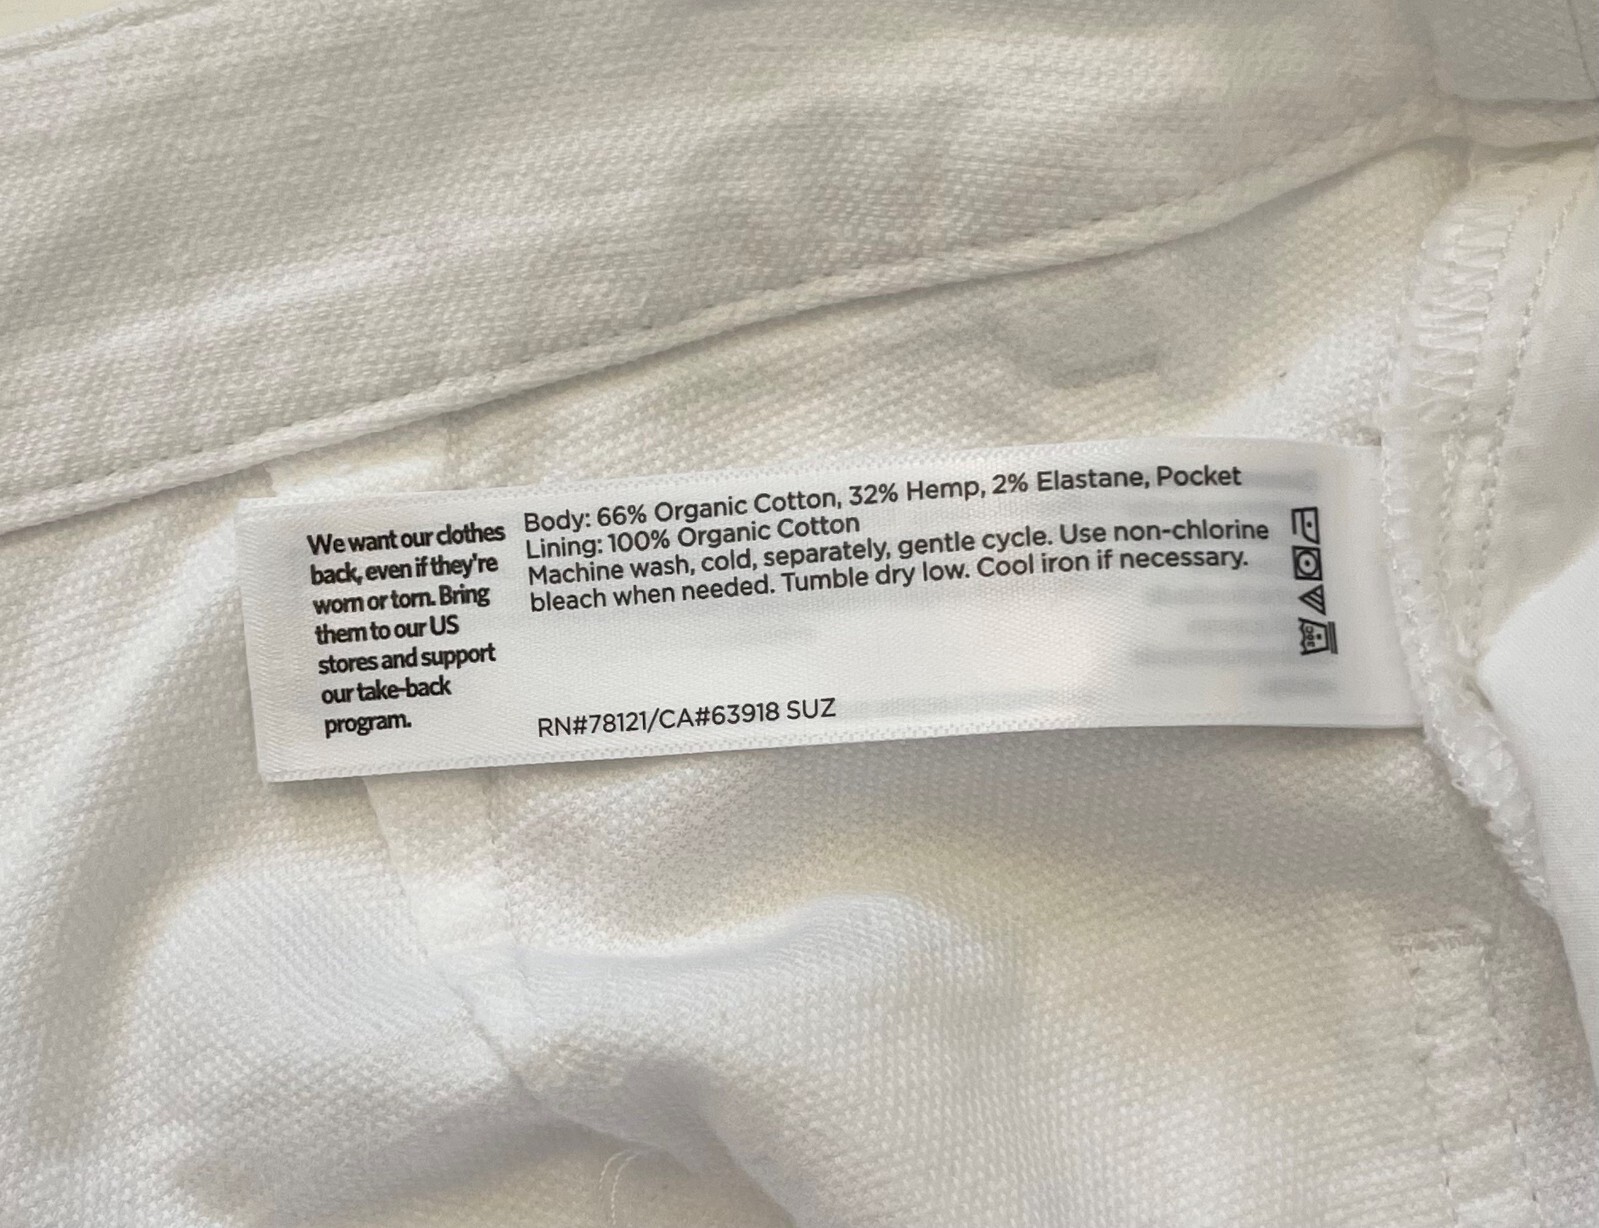 We want our clothes
back, even if they're
worn or torn. Bring
them to our US
stores and support
our take-back
program.
Body: 66% Organic Cotton, 32% Hemp, 2% Elastane, Pocket
Lining: 100% Organic Cotton
Machine wash, cold, separately, gentle cycle. Use non-chlorine
bleach when needed. Tumble dry low. Cool iron if necessary.
RN#78121/CA#63918 SUZ